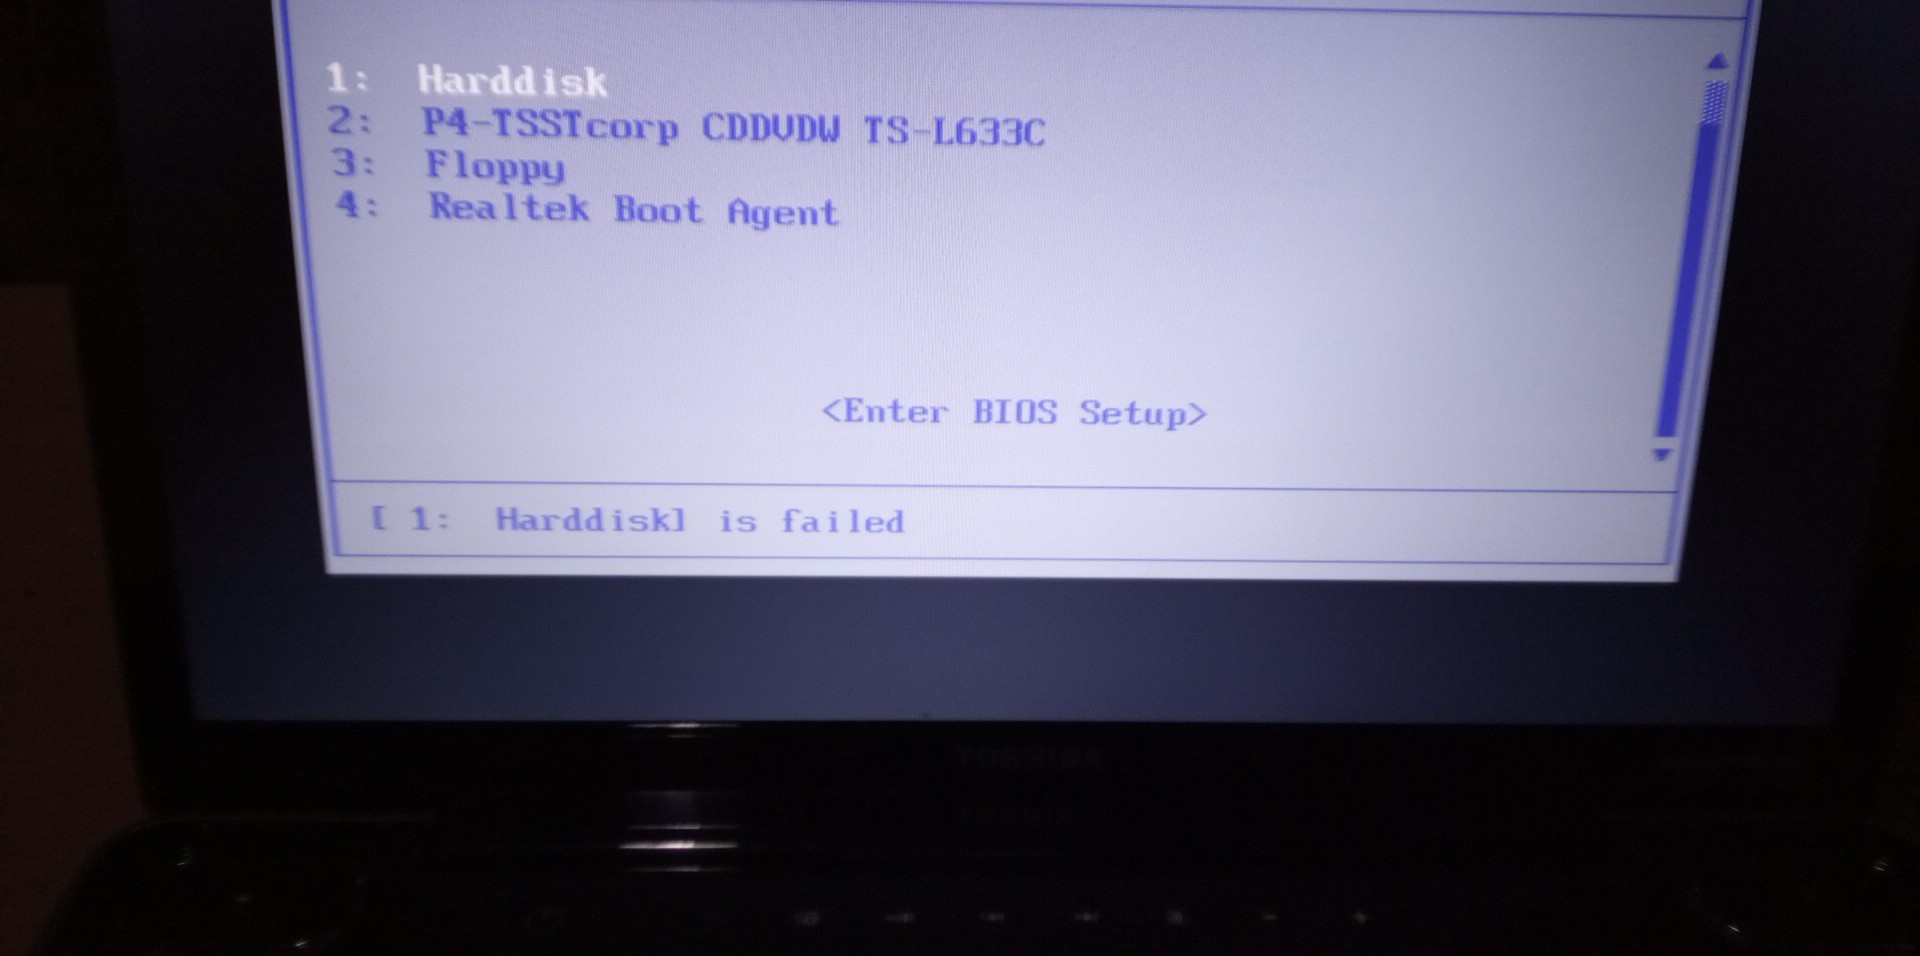 1: Harddisk
2: P4-TSSTcorp CDDVDW TS-L633C
3: Floppy
4: Realtek Boot Agent
<Enter BIOS Setup>
[ 1: Harddisk] is failed
TOSHIBA